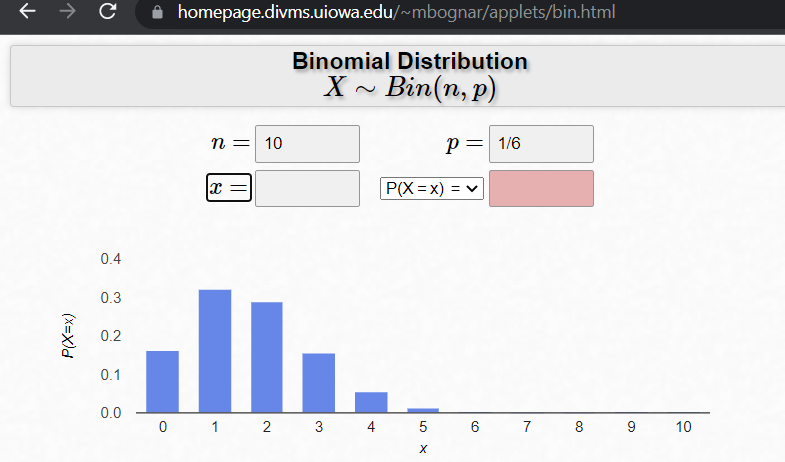 homepage.divms.uiowa.edu/~mbognar/applets/bin.html
Binomial Distribution
X ∼ Bin(n, p)
n = 10 p = 1/6
x = P(X = x) =
0.4
0.3
0.2
0.1
0.0
P(X=x)
0 1 2 3 4 5 6 7 8 9 10
x